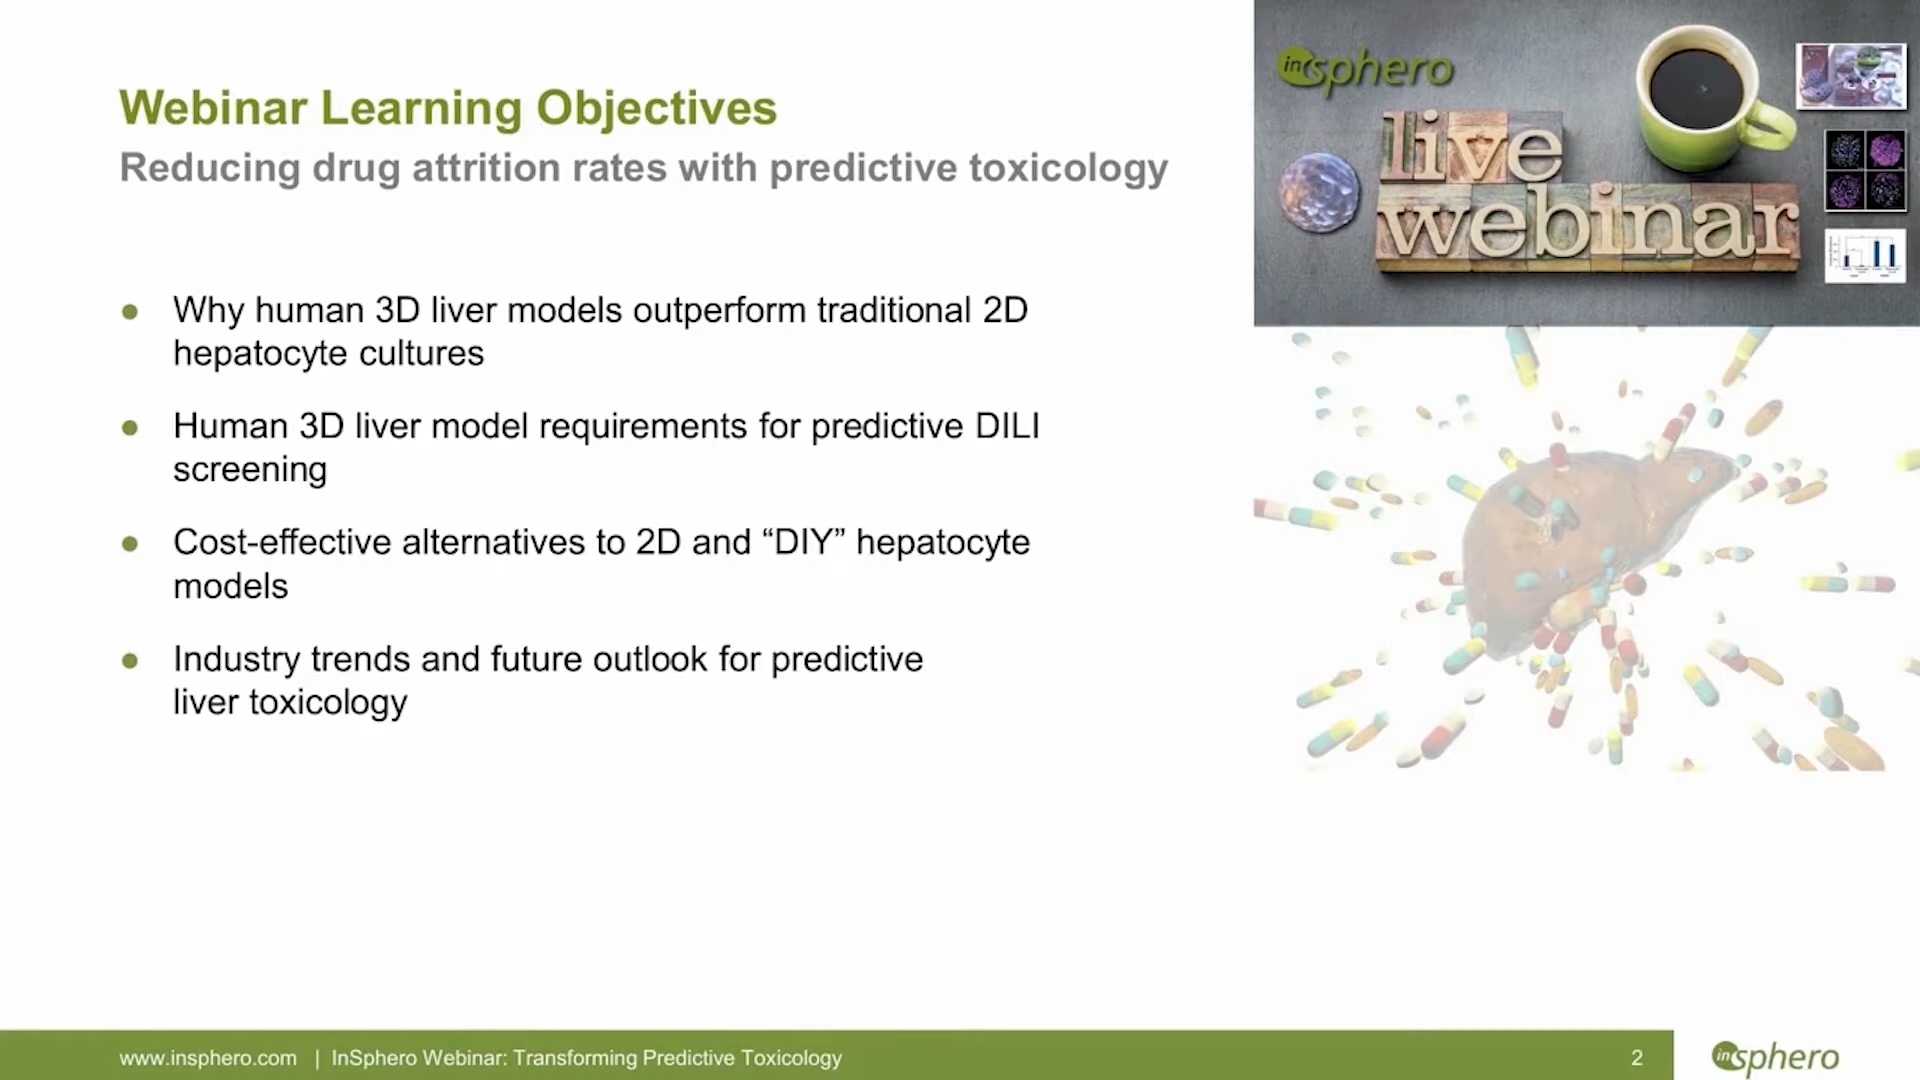 Webinar Learning Objectives
Reducing drug attrition rates with predictive toxicology
● Why human 3D liver models outperform traditional 2D
hepatocyte cultures
● Human 3D liver model requirements for predictive DILI
screening
● Cost-effective alternatives to 2D and “DIY” hepatocyte
models
● Industry trends and future outlook for predictive
liver toxicology
insphero
live
webinar
www.insphero.com | InSphero Webinar: Transforming Predictive Toxicology
2
insphero